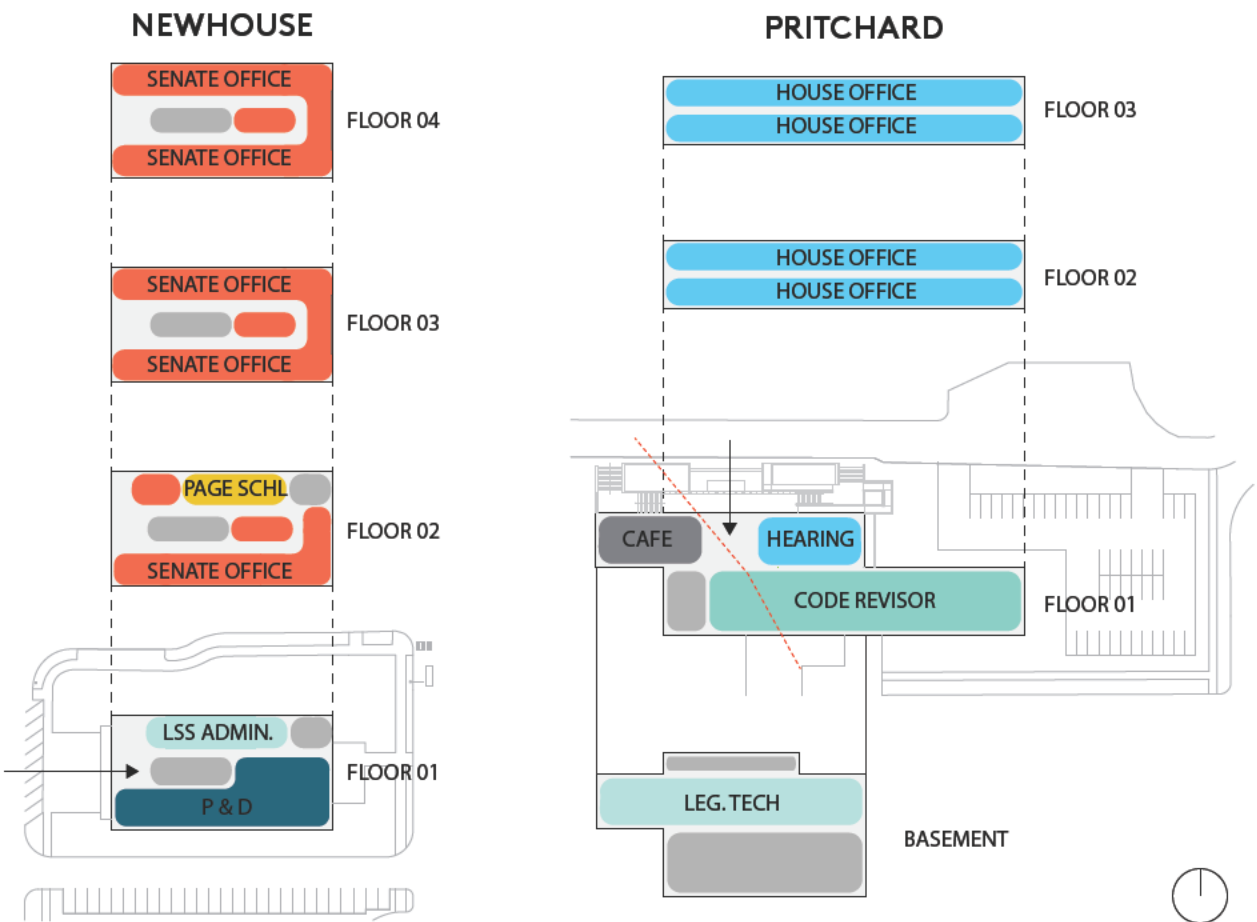 NEWHOUSE
SENATE OFFICE
FLOOR 04
SENATE OFFICE
SENATE OFFICE
FLOOR 03
SENATE OFFICE
PAGE SCHL
FLOOR 02
SENATE OFFICE
LSS ADMIN.
FLOOR 01
P & D
PRITCHARD
HOUSE OFFICE
FLOOR 03
HOUSE OFFICE
HOUSE OFFICE
FLOOR 02
HOUSE OFFICE
CAFE
HEARING
CODE REVISOR
FLOOR 01
LEG. TECH
BASEMENT